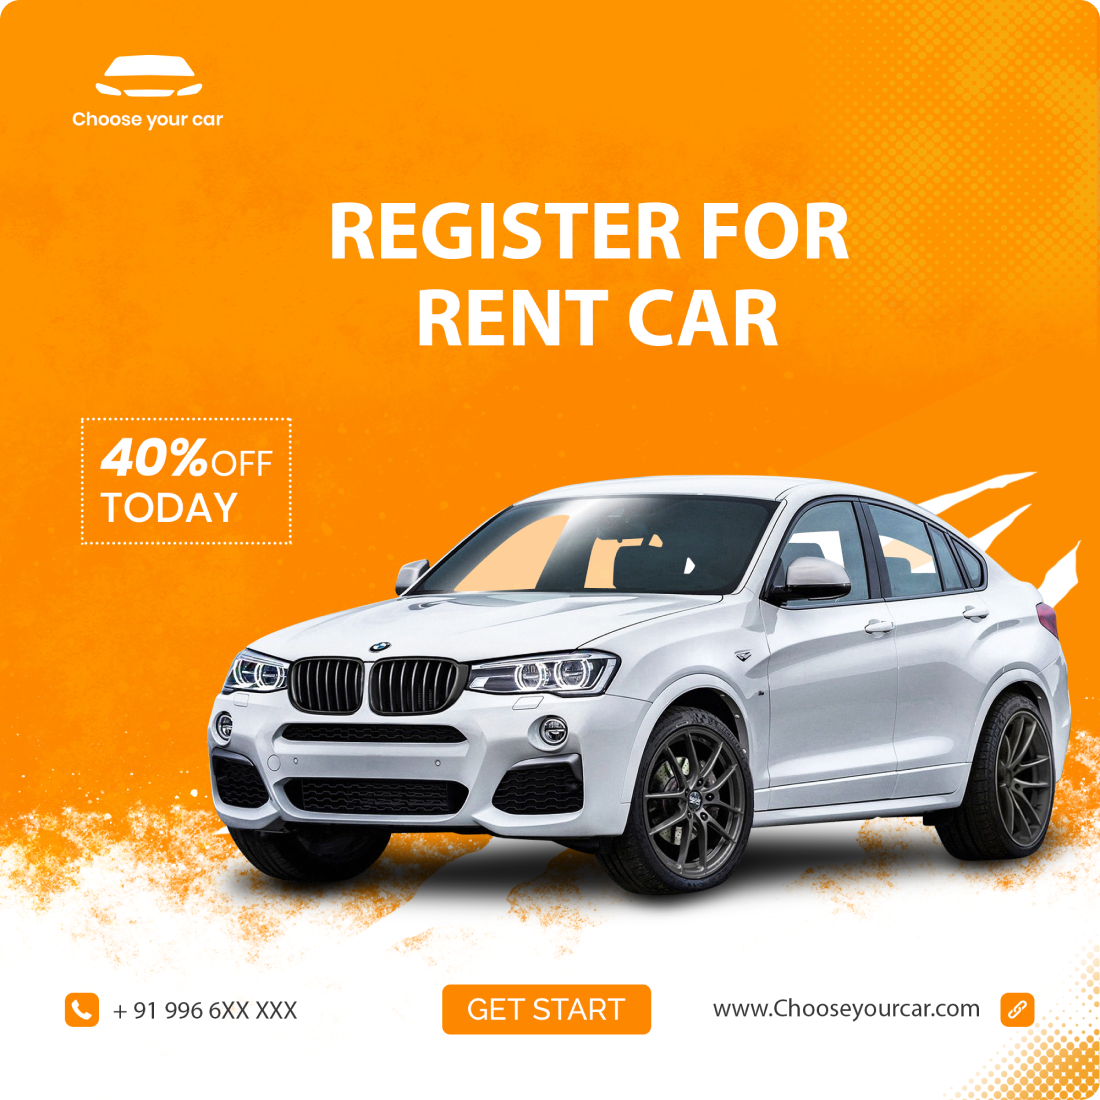 Choose your car
REGISTER FOR
RENT CAR
40% OFF
TODAY
+ 91 996 6XX XXX
GET START
www.Chooseyourcar.com